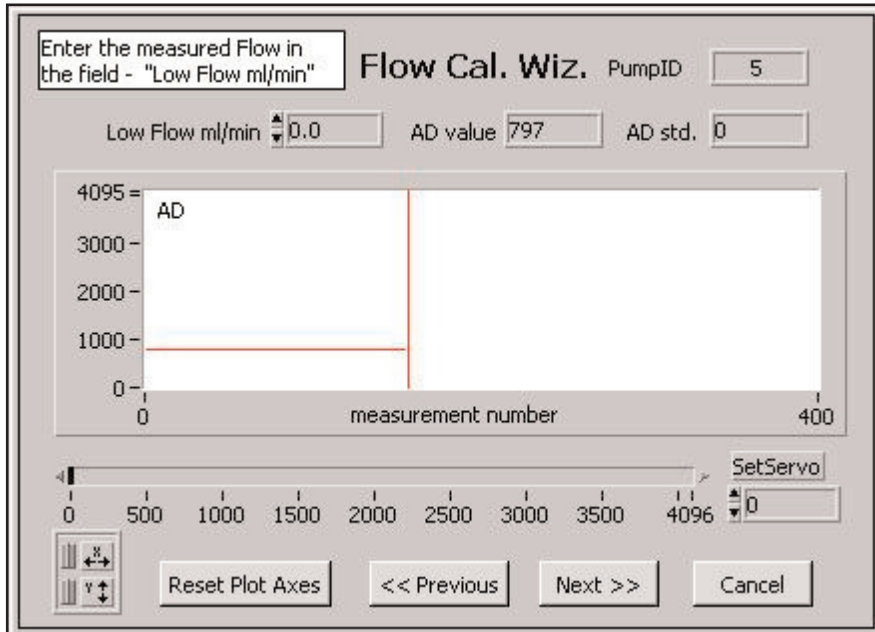 Enter the measured Flow in
the field -  "Low Flow ml/min"
Flow Cal. Wiz.
PumpID 5
Low Flow ml/min 0.0
AD value 797
AD std. 0
4095
AD
3000
2000
1000
0
0 measurement number 400
SetServo
0
0 500 1000 1500 2000 2500 3000 3500 4096
X
Y
Reset Plot Axes
<< Previous
Next >>
Cancel